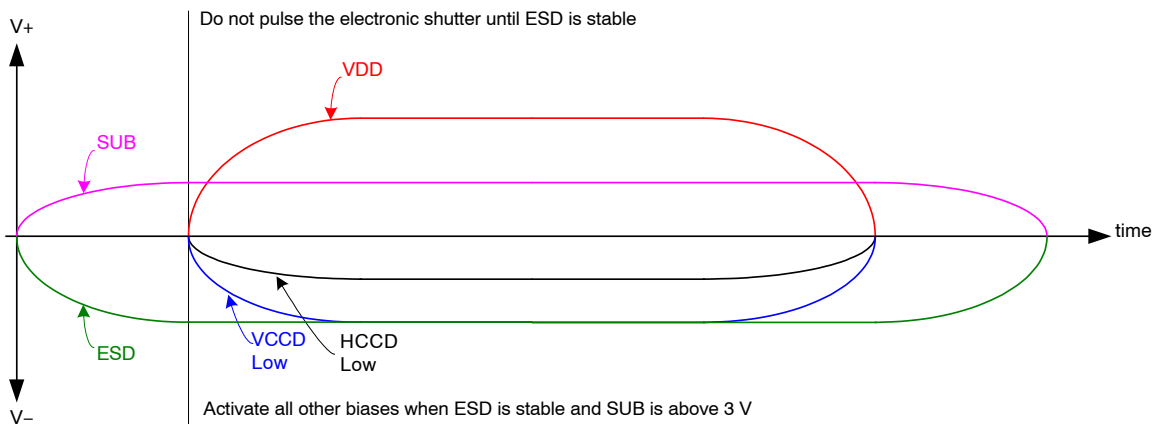 Do not pulse the electronic shutter until ESD is stable
V+
VDD
SUB
time
VCCD
Low
HCCD
Low
ESD
Activate all other biases when ESD is stable and SUB is above 3 V
V−